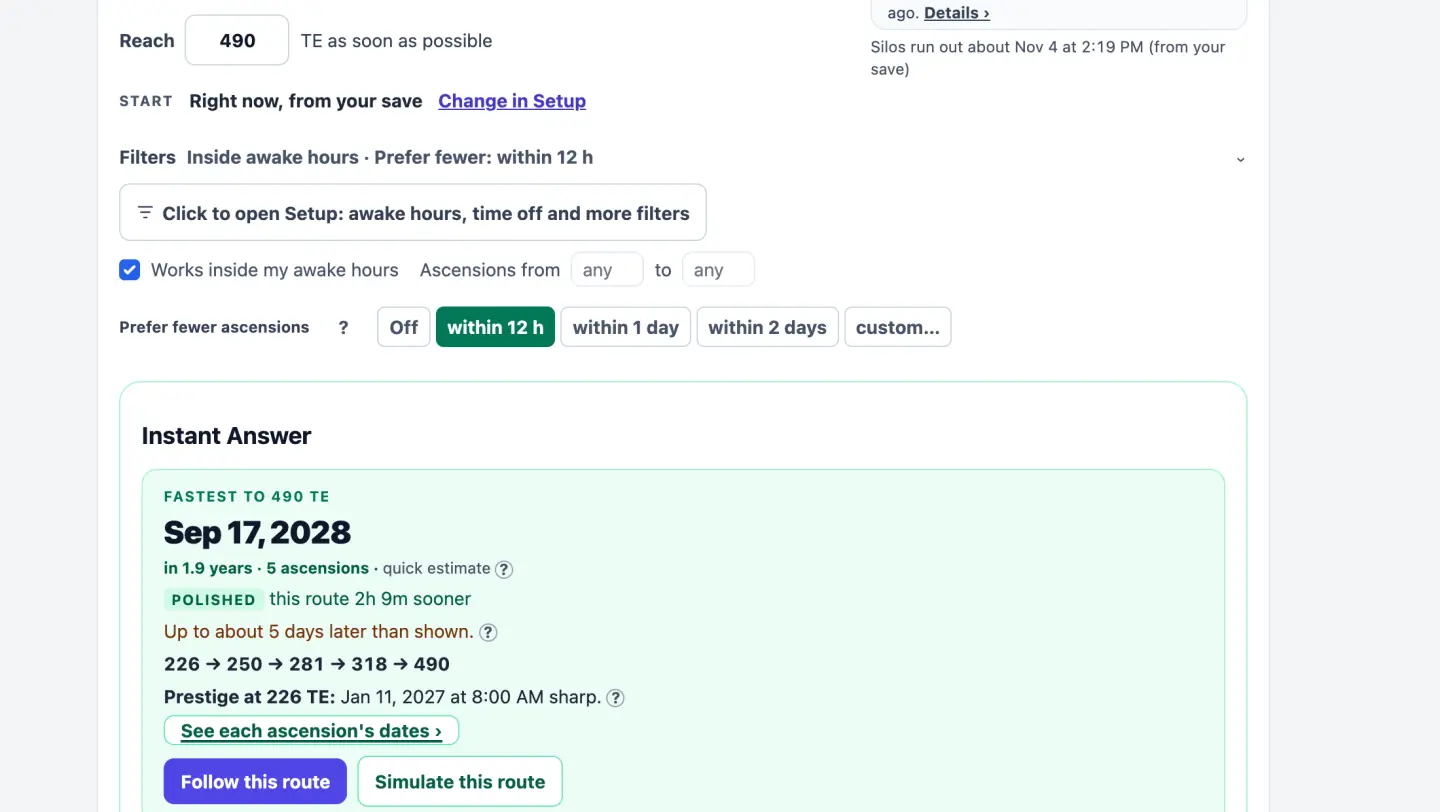 ago. Details ›
Reach 490 TE as soon as possible
Silos run out about Nov 4 at 2:19 PM (from your
save)
START Right now, from your save Change in Setup
Filters Inside awake hours · Prefer fewer: within 12 h
Click to open Setup: awake hours, time off and more filters
Works inside my awake hours Ascensions from any to any
Prefer fewer ascensions ? Off within 12 h within 1 day within 2 days custom...
Instant Answer
FASTEST TO 490 TE
Sep 17, 2028
in 1.9 years · 5 ascensions · quick estimate ?
POLISHED this route 2h 9m sooner
Up to about 5 days later than shown. ?
226 → 250 → 281 → 318 → 490
Prestige at 226 TE: Jan 11, 2027 at 8:00 AM sharp. ?
See each ascension's dates ›
Follow this route Simulate this route